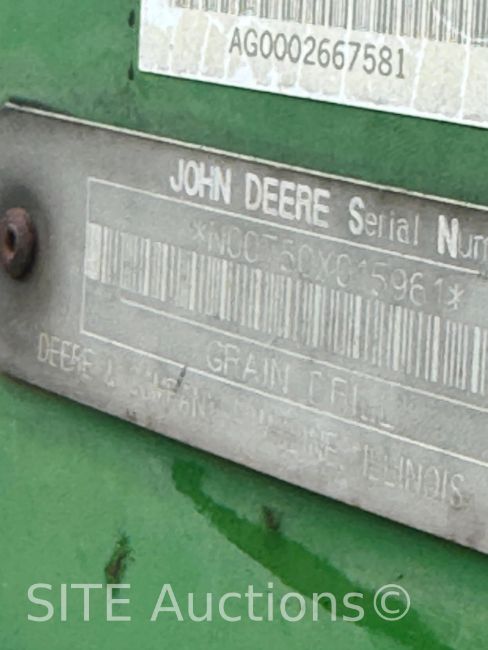 AG0002667581
JOHN DEERE Serial Num
*N00750X015961*
GRAIN DRILL
DEERE & COMPANY MOLINE, ILLINOIS
SITE Auctions©